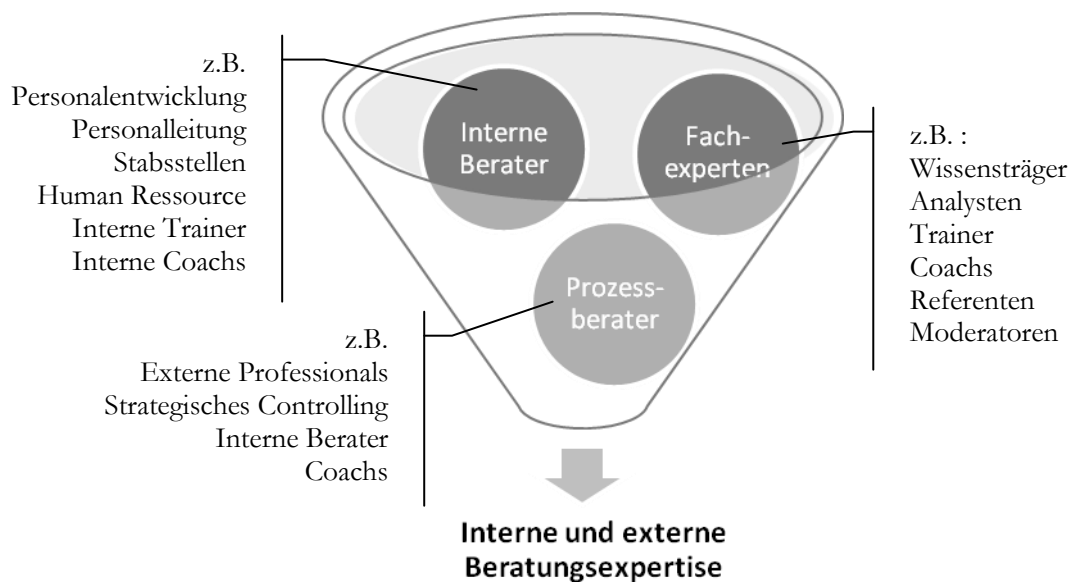 z.B.
Personalentwicklung
Personalleitung
Stabsstellen
Human Ressource
Interne Trainer
Interne Coachs
Interne
Berater
Fach-
experten
z.B. :
Wissensträger
Analysten
Trainer
Coachs
Referenten
Moderatoren
Prozess-
berater
z.B.
Externe Professionals
Strategisches Controlling
Interne Berater
Coachs
Interne und externe
Beratungsexpertise